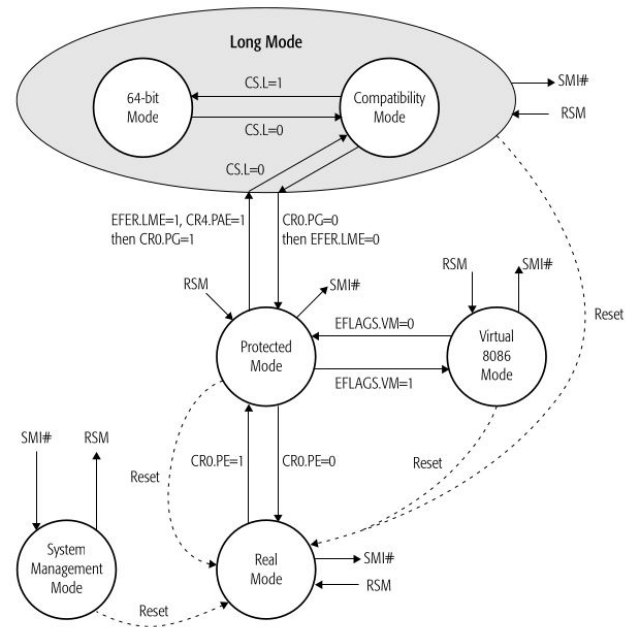 Long Mode
64-bit
Mode
CS.L=1
CS.L=0
Compatibility
Mode
SMI#
RSM
CS.L=0
EFER.LME=1, CR4.PAE=1
then CR0.PG=1
CR0.PG=0
then EFER.LME=0
RSM
SMI#
RSM
SMI#
Reset
Protected
Mode
EFLAGS.VM=0
EFLAGS.VM=1
Virtual
8086
Mode
SMI#
RSM
Reset
CR0.PE=1
CR0.PE=0
Reset
System
Management
Mode
Real
Mode
SMI#
RSM
Reset